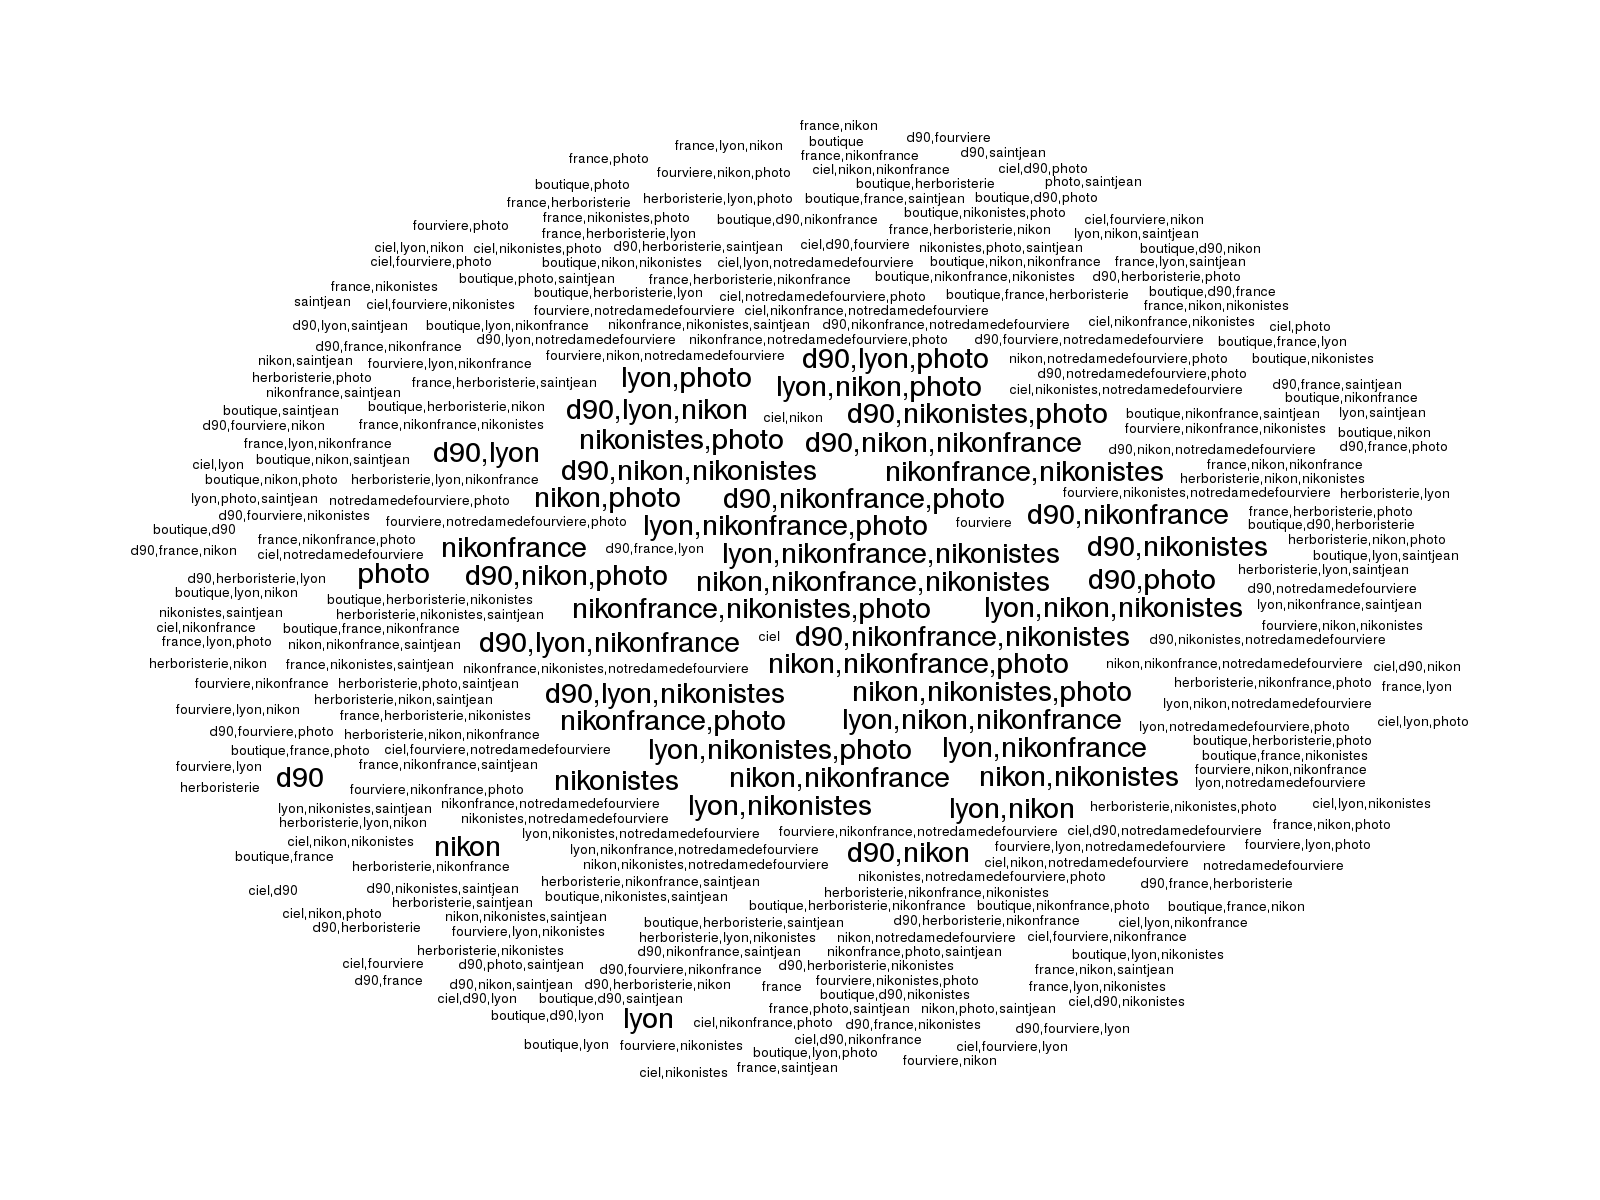 france,nikon
france,lyon,nikon boutique d90,fourviere
france,photo france,nikonfrance d90,saintjean
fourviere,nikon,photo ciel,nikon,nikonfrance ciel,d90,photo
boutique,photo boutique,herboristerie photo,saintjean
france,herboristerie herboristerie,lyon,photo boutique,france,saintjean boutique,d90,photo
fourviere,photo france,nikonistes,photo boutique,d90,nikonfrance boutique,nikonistes,photo ciel,fourviere,nikon
france,herboristerie,lyon france,herboristerie,nikon lyon,nikon,saintjean
ciel,lyon,nikon ciel,nikonistes,photo d90,herboristerie,saintjean ciel,d90,fourviere nikonistes,photo,saintjean boutique,d90,nikon
ciel,fourviere,photo boutique,nikon,nikonistes ciel,lyon,notredamedefourviere boutique,nikon,nikonfrance france,lyon,saintjean
boutique,photo,saintjean france,herboristerie,nikonfrance boutique,nikonfrance,nikonistes d90,herboristerie,photo
france,nikonistes boutique,herboristerie,lyon ciel,notredamedefourviere,photo boutique,france,herboristerie boutique,d90,france
saintjean ciel,fourviere,nikonistes fourviere,notredamedefourviere ciel,nikonfrance,notredamedefourviere france,nikon,nikonistes
d90,lyon,saintjean boutique,lyon,nikonfrance nikonfrance,nikonistes,saintjean d90,nikonfrance,notredamedefourviere ciel,nikonfrance,nikonistes ciel,photo
d90,france,nikonfrance d90,lyon,notredamedefourviere nikonfrance,notredamedefourviere,photo d90,fourviere,notredamedefourviere boutique,france,lyon
nikon,saintjean fourviere,lyon,nikonfrance fourviere,nikon,notredamedefourviere d90,lyon,photo nikon,notredamedefourviere,photo boutique,nikonistes
herboristerie,photo france,herboristerie,saintjean lyon,photo lyon,nikon,photo d90,notredamedefourviere,photo d90,france,saintjean
nikonfrance,saintjean ciel,nikonistes,notredamedefourviere boutique,nikonfrance
boutique,saintjean boutique,herboristerie,nikon d90,lyon,nikon ciel,nikon d90,nikonistes,photo boutique,nikonfrance,saintjean lyon,saintjean
d90,fourviere,nikon france,nikonfrance,nikonistes fourviere,nikonfrance,nikonistes boutique,nikon
france,lyon,nikonfrance d90,lyon nikonistes,photo d90,nikon,nikonfrance d90,nikon,notredamedefourviere d90,france,photo
ciel,lyon boutique,nikon,saintjean d90,nikon,nikonistes nikonfrance,nikonistes france,nikon,nikonfrance
boutique,nikon,photo herboristerie,lyon,nikonfrance herboristerie,nikon,nikonistes
lyon,photo,saintjean notredamedefourviere,photo nikon,photo d90,nikonfrance,photo fourviere,nikonistes,notredamedefourviere herboristerie,lyon
d90,fourviere,nikonistes fourviere,notredamedefourviere,photo lyon,nikonfrance,photo fourviere d90,nikonfrance france,herboristerie,photo
boutique,d90 boutique,d90,herboristerie
d90,france,nikon france,nikonfrance,photo nikonfrance d90,france,lyon lyon,nikonfrance,nikonistes d90,nikonistes herboristerie,nikon,photo
ciel,notredamedefourviere boutique,lyon,saintjean
d90,herboristerie,lyon photo d90,nikon,photo nikon,nikonfrance,nikonistes d90,photo herboristerie,lyon,saintjean
boutique,lyon,nikon boutique,herboristerie,nikonistes d90,notredamedefourviere
nikonistes,saintjean herboristerie,nikonistes,saintjean nikonfrance,nikonistes,photo lyon,nikon,nikonistes lyon,nikonfrance,saintjean
ciel,nikonfrance boutique,france,nikonfrance fourviere,nikon,nikonistes
france,lyon,photo nikon,nikonfrance,saintjean d90,lyon,nikonfrance ciel d90,nikonfrance,nikonistes d90,nikonistes,notredamedefourviere
herboristerie,nikon france,nikonistes,saintjean nikonfrance,nikonistes,notredamedefourviere nikon,nikonfrance,photo nikon,nikonfrance,notredamedefourviere ciel,d90,nikon
fourviere,nikonfrance herboristerie,photo,saintjean d90,lyon,nikonistes nikon,nikonistes,photo herboristerie,nikonfrance,photo france,lyon
herboristerie,nikon,saintjean lyon,nikon,notredamedefourviere
fourviere,lyon,nikon france,herboristerie,nikonistes nikonfrance,photo lyon,nikon,nikonfrance lyon,notredamedefourviere,photo ciel,lyon,photo
d90,fourviere,photo herboristerie,nikon,nikonfrance boutique,herboristerie,photo
boutique,france,photo ciel,fourviere,notredamedefourviere lyon,nikonistes,photo lyon,nikonfrance boutique,france,nikonistes
fourviere,lyon d90 france,nikonfrance,saintjean nikonistes nikon,nikonfrance nikon,nikonistes fourviere,nikon,nikonfrance
herboristerie fourviere,nikonfrance,photo lyon,notredamedefourviere
lyon,nikonistes,saintjean nikonfrance,notredamedefourviere lyon,nikonistes lyon,nikon herboristerie,nikonistes,photo ciel,lyon,nikonistes
herboristerie,lyon,nikon nikonistes,notredamedefourviere france,nikon,photo
ciel,nikon,nikonistes lyon,nikonistes,notredamedefourviere fourviere,nikonfrance,notredamedefourviere ciel,d90,notredamedefourviere
boutique,france nikon lyon,nikonfrance,notredamedefourviere d90,nikon fourviere,lyon,notredamedefourviere fourviere,lyon,photo
herboristerie,nikonfrance nikon,nikonistes,notredamedefourviere ciel,nikon,notredamedefourviere notredamedefourviere
ciel,d90 d90,nikonistes,saintjean herboristerie,nikonfrance,saintjean nikonistes,notredamedefourviere,photo d90,france,herboristerie
herboristerie,saintjean boutique,nikonistes,saintjean herboristerie,nikonfrance,nikonistes
ciel,nikon,photo nikon,nikonistes,saintjean boutique,herboristerie,nikonfrance boutique,nikonfrance,photo boutique,france,nikon
d90,herboristerie fourviere,lyon,nikonistes boutique,herboristerie,saintjean d90,herboristerie,nikonfrance ciel,lyon,nikonfrance
herboristerie,lyon,nikonistes nikon,notredamedefourviere ciel,fourviere,nikonfrance
herboristerie,nikonistes d90,nikonfrance,saintjean nikonfrance,photo,saintjean boutique,lyon,nikonistes
ciel,fourviere d90,photo,saintjean d90,fourviere,nikonfrance d90,herboristerie,nikonistes france,nikon,saintjean
d90,france d90,nikon,saintjean d90,herboristerie,nikon france fourviere,nikonistes,photo france,lyon,nikonistes
ciel,d90,lyon boutique,d90,saintjean boutique,d90,nikonistes ciel,d90,nikonistes
boutique,d90,lyon lyon france,photo,saintjean nikon,photo,saintjean
ciel,nikonfrance,photo d90,france,nikonistes d90,fourviere,lyon
boutique,lyon fourviere,nikonistes ciel,d90,nikonfrance ciel,fourviere,lyon
boutique,lyon,photo fourviere,nikon
ciel,nikonistes france,saintjean